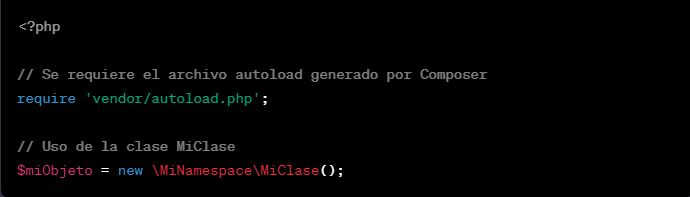 <?php
// Se requiere el archivo autoload generado por Composer
require 'vendor/autoload.php';
// Uso de la clase MiClase
$miObjeto = new \MiNamespace\MiClase();